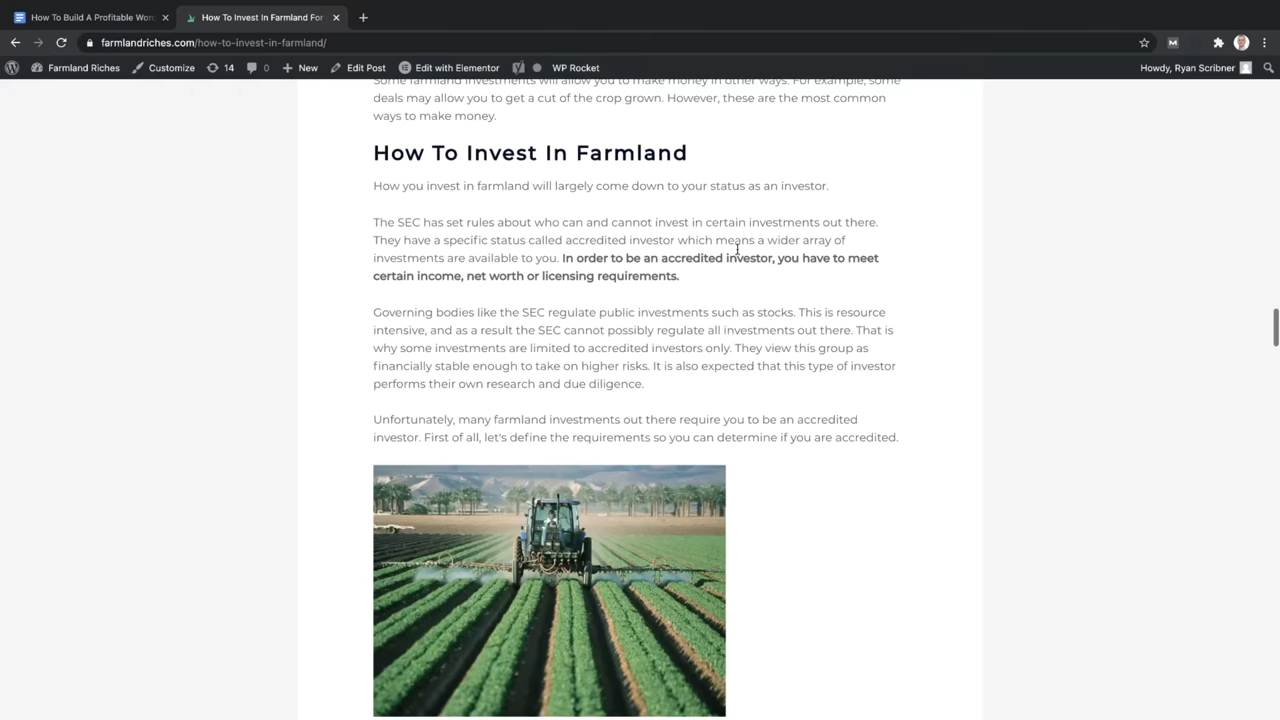 How To Build A Profitable Wor
How To Invest In Farmland For
farmlandriches.com/how-to-invest-in-farmland/
M
Farmland Riches Customize 14 0 New Edit Post Edit with Elementor WP Rocket Howdy, Ryan Scribner
Some farmland investments will allow you to make money in other ways. For example, some
deals may allow you to get a cut of the crop grown. However, these are the most common
ways to make money.
How To Invest In Farmland
How you invest in farmland will largely come down to your status as an investor.
The SEC has set rules about who can and cannot invest in certain investments out there.
They have a specific status called accredited investor which means a wider array of
investments are available to you. In order to be an accredited investor, you have to meet
certain income, net worth or licensing requirements.
Governing bodies like the SEC regulate public investments such as stocks. This is resource
intensive, and as a result the SEC cannot possibly regulate all investments out there. That is
why some investments are limited to accredited investors only. They view this group as
financially stable enough to take on higher risks. It is also expected that this type of investor
performs their own research and due diligence.
Unfortunately, many farmland investments out there require you to be an accredited
investor. First of all, let's define the requirements so you can determine if you are accredited.